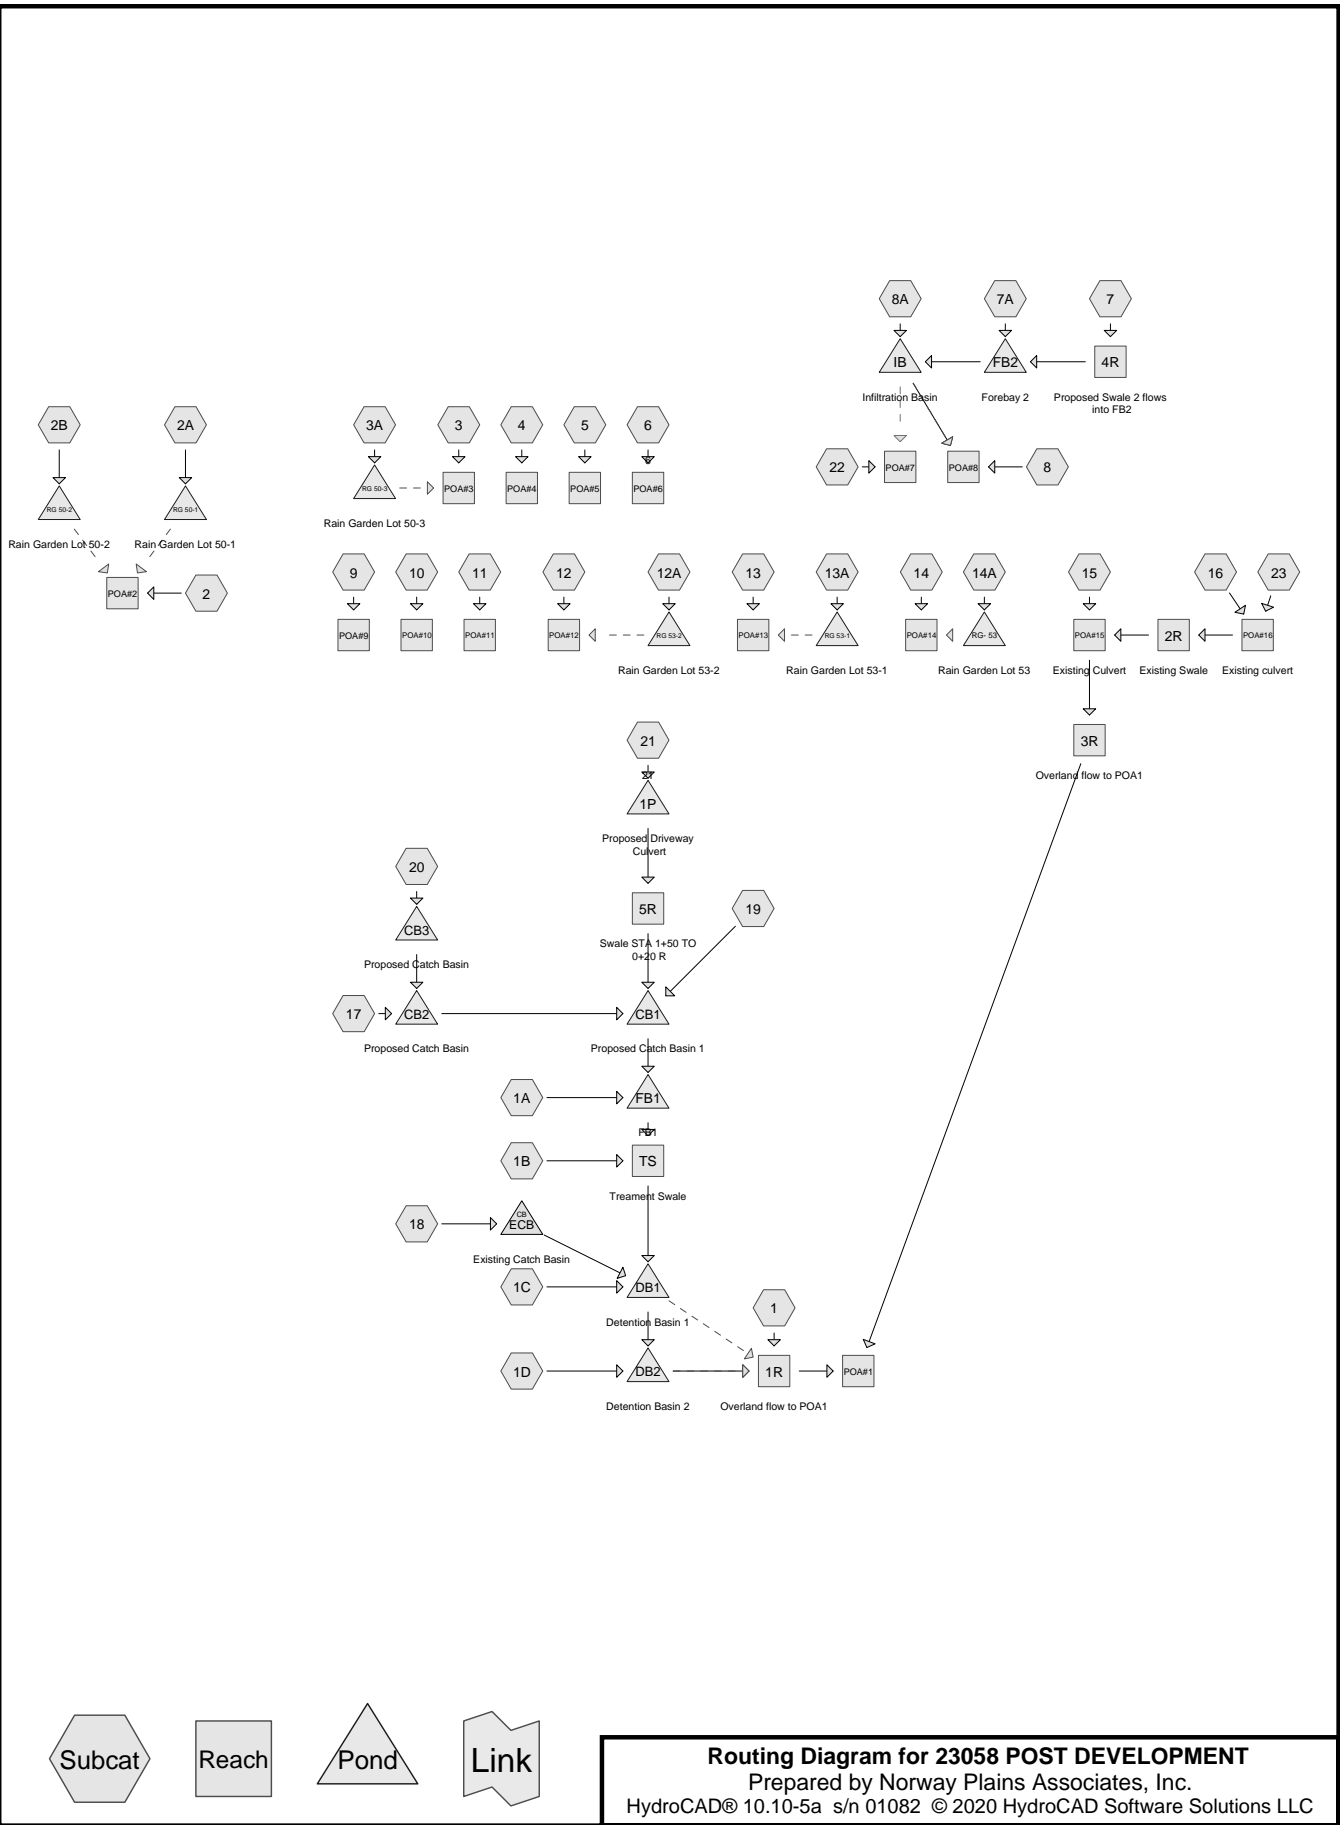 8A
7A
7
IB
FB2
4R
Infiltration Basin
Forebay 2
Proposed Swale 2 flows
into FB2
2B
2A
3A
3
4
5
6
6
22
POA#7
POA#8
8
RG 50-3
POA#3
POA#4
POA#5
POA#6
RG 50-2
RG 50-1
Rain Garden Lot 50-3
Rain Garden Lot 50-2
Rain Garden Lot 50-1
POA#2
2
9
10
11
12
12A
13
13A
14
14A
15
16
23
POA#9
POA#10
POA#11
POA#12
RG 53-2
POA#13
RG 53-1
POA#14
RG- 53
POA#15
2R
POA#16
Rain Garden Lot 53-2
Rain Garden Lot 53-1
Rain Garden Lot 53
Existing Culvert
Existing Swale
Existing culvert
21
3R
21
Overland flow to POA1
1P
Proposed Driveway
Culvert
20
5R
19
CB3
Swale STA 1+50 TO
0+20 R
Proposed Catch Basin
17
CB2
CB1
Proposed Catch Basin
Proposed Catch Basin 1
1A
FB1
FB1
1B
TS
Treament Swale
18
CB
ECB
Existing Catch Basin
1C
DB1
1
Detention Basin 1
1D
DB2
1R
POA#1
Detention Basin 2
Overland flow to POA1
Subcat
Reach
Pond
Link
Routing Diagram for 23058 POST DEVELOPMENT
Prepared by Norway Plains Associates, Inc.
HydroCAD® 10.10-5a s/n 01082 © 2020 HydroCAD Software Solutions LLC